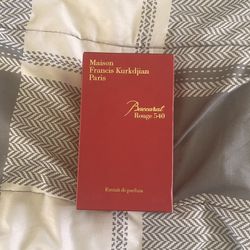 Maison
Francis Kurkdjian
Paris
Baccarat
Rouge 540
Extrait de parfum